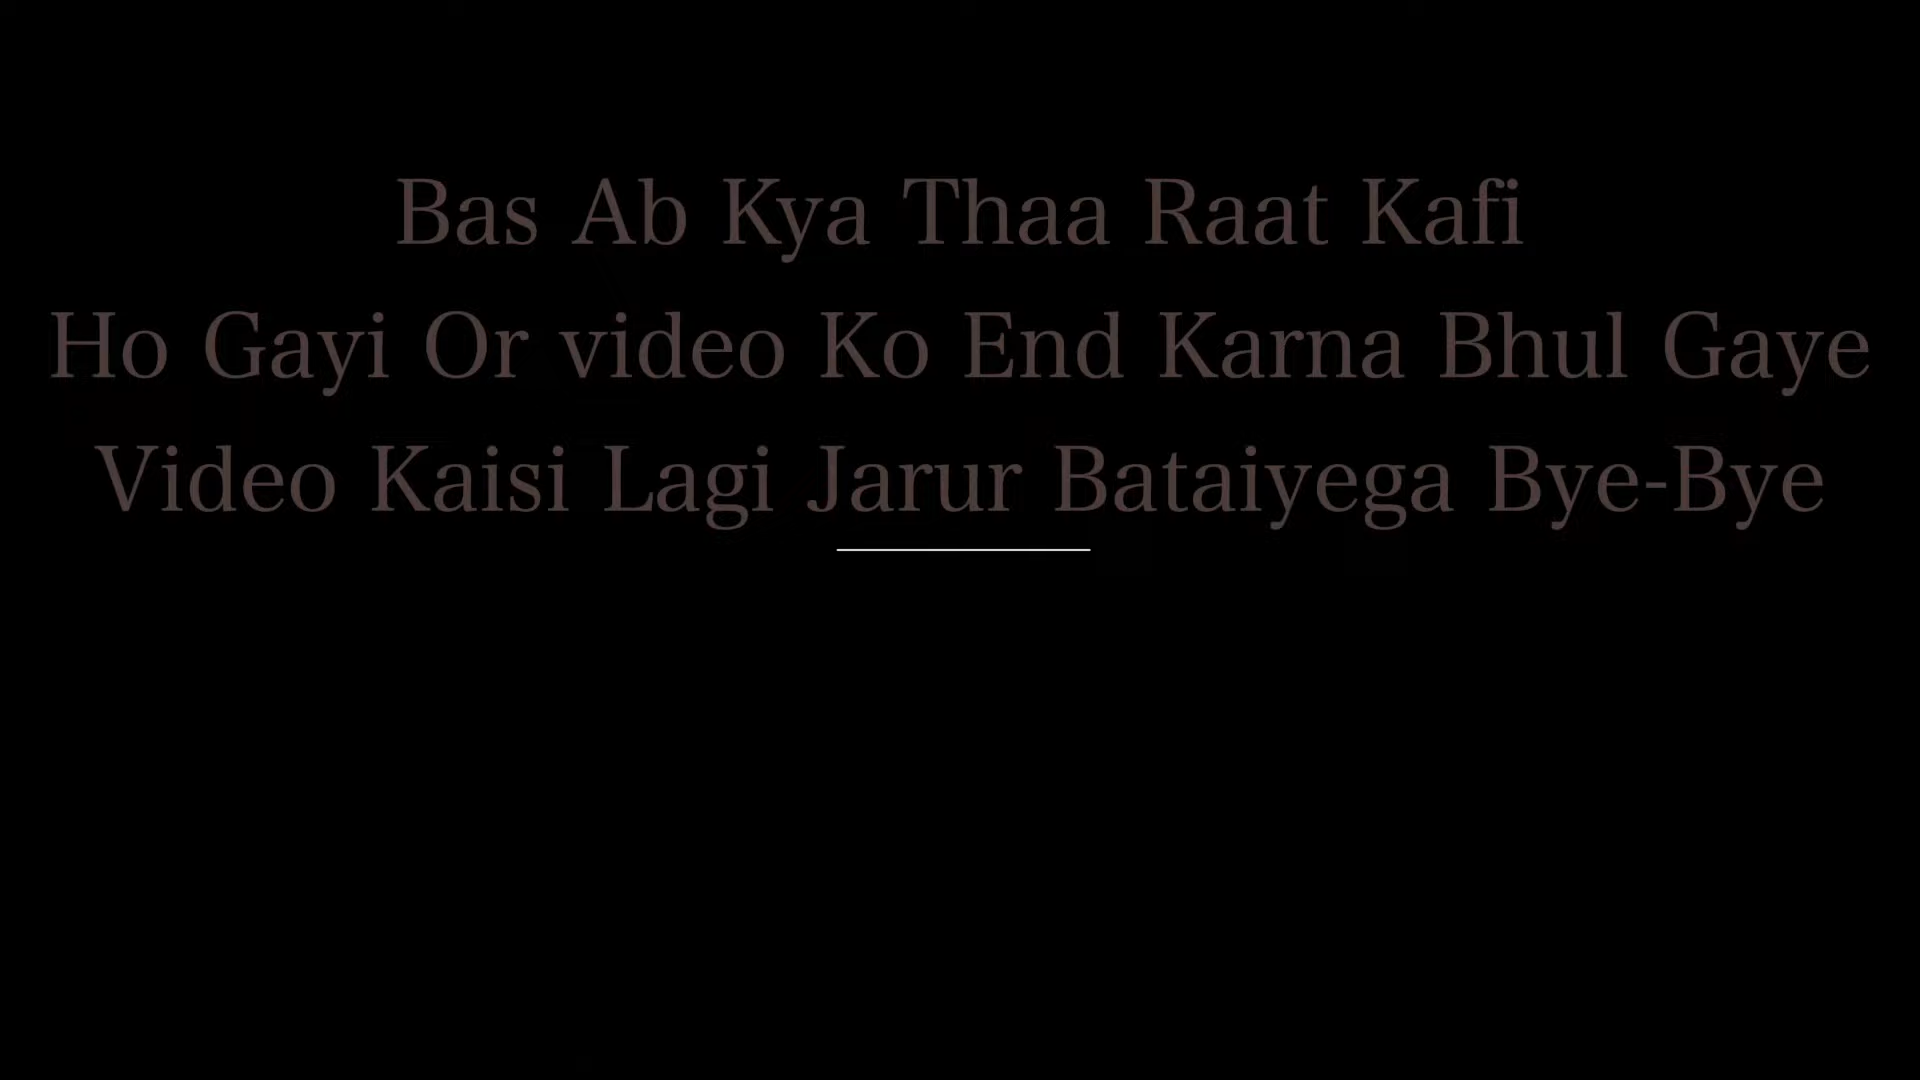 Bas Ab Kya Thaa Raat Kafi
Ho Gayi Or video Ko End Karna Bhul Gaye
Video Kaisi Lagi Jarur Bataiyega Bye-Bye